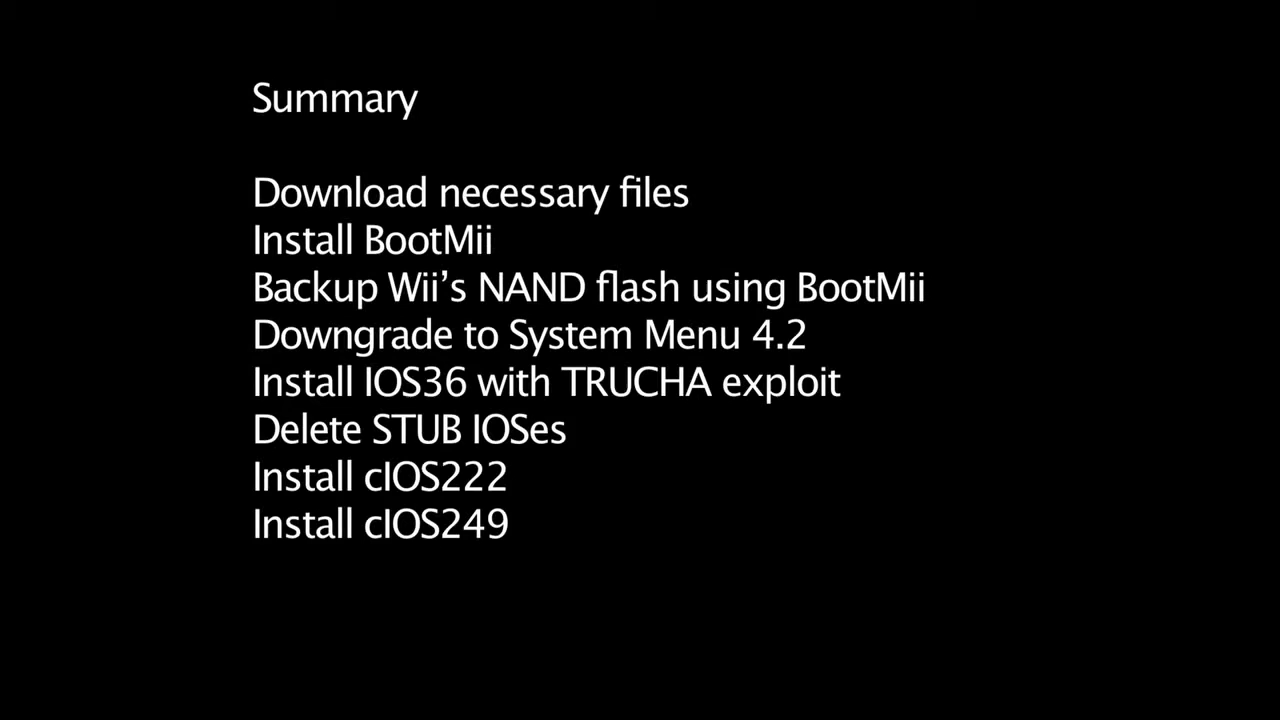 Summary
Download necessary files
Install BootMii
Backup Wii’s NAND flash using BootMii
Downgrade to System Menu 4.2
Install IOS36 with TRUCHA exploit
Delete STUB IOSes
Install cIOS222
Install cIOS249